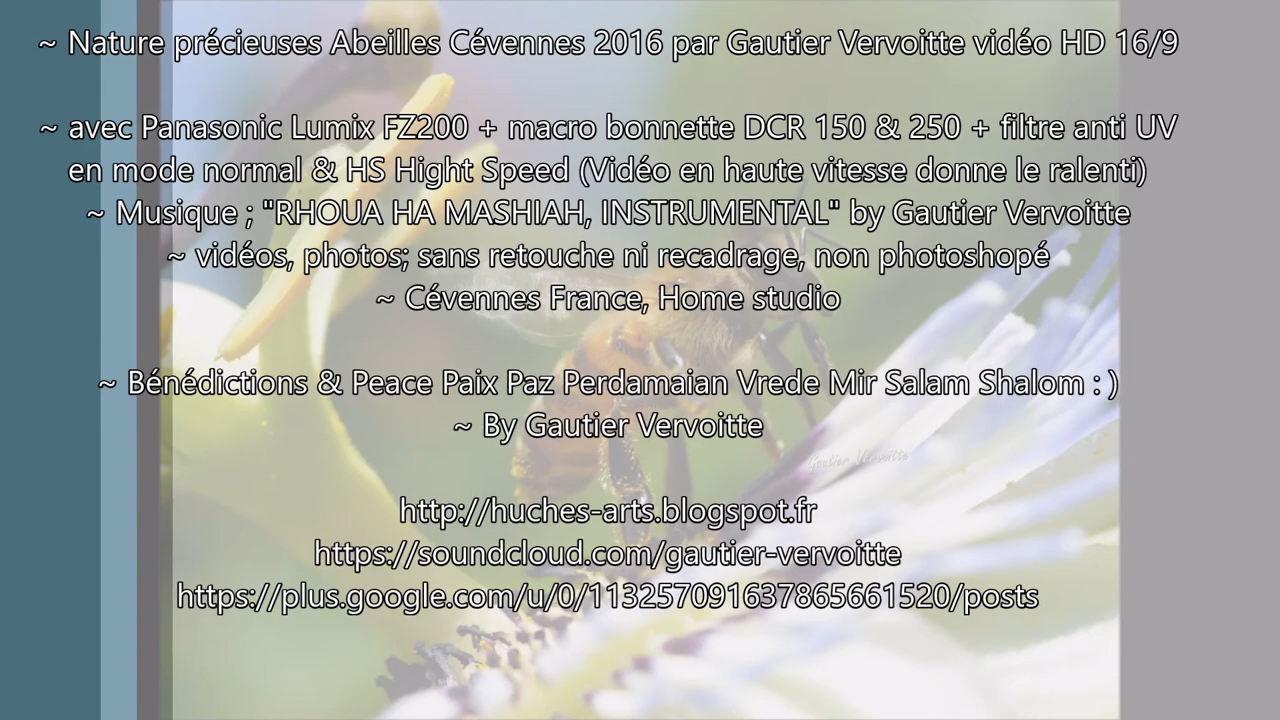 ~ Nature précieuses Abeilles Cévennes 2016 par Gautier Vervoitte vidéo HD 16/9
~ avec Panasonic Lumix FZ200 + macro bonnette DCR 150 & 250 + filtre anti UV
en mode normal & HS Hight Speed (Vidéo en haute vitesse donne le ralenti)
~ Musique ; "RHOUA HA MASHIAH, INSTRUMENTAL" by Gautier Vervoitte
~ vidéos, photos; sans retouche ni recadrage, non photoshopé
~ Cévennes France, Home studio
~ Bénédictions & Peace Paix Paz Perdamaian Vrede Mir Salam Shalom : )
~ By Gautier Vervoitte
Gautier Vervoitte
http://huches-arts.blogspot.fr
https://soundcloud.com/gautier-vervoitte
https://plus.google.com/u/0/113257091637865661520/posts